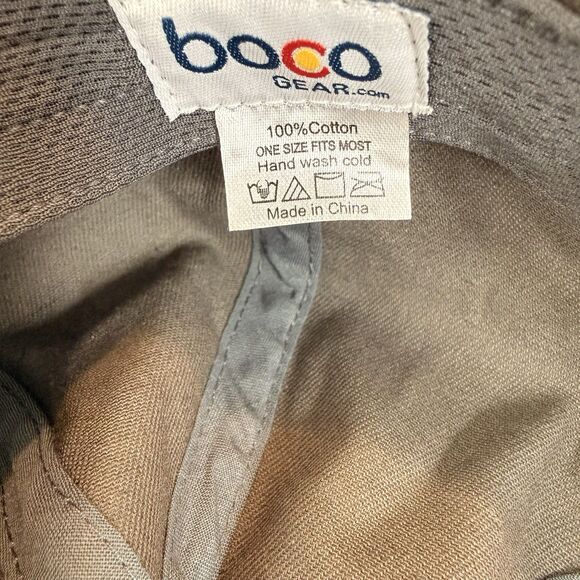 boco
GEAR.com
100%Cotton
ONE SIZE FITS MOST
Hand wash cold
Made in China